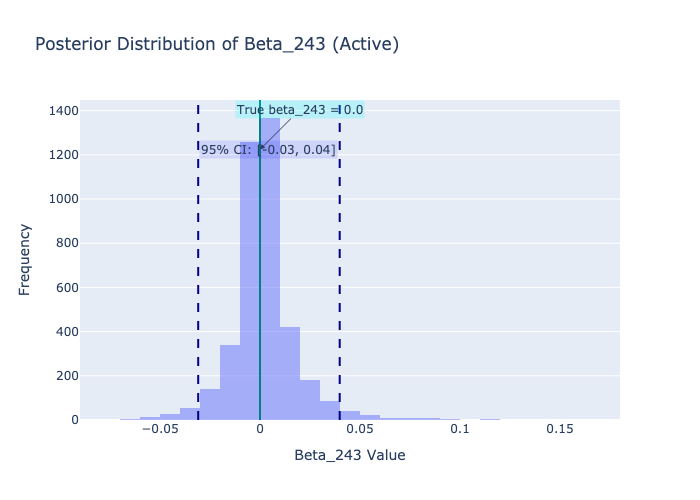 Posterior Distribution of Beta_243 (Active)
True beta_243 = 0.0
95% CI: [-0.03, 0.04]
1400
1200
1000
800
600
400
200
0
Frequency
−0.05
0
0.05
0.1
0.15
Beta_243 Value